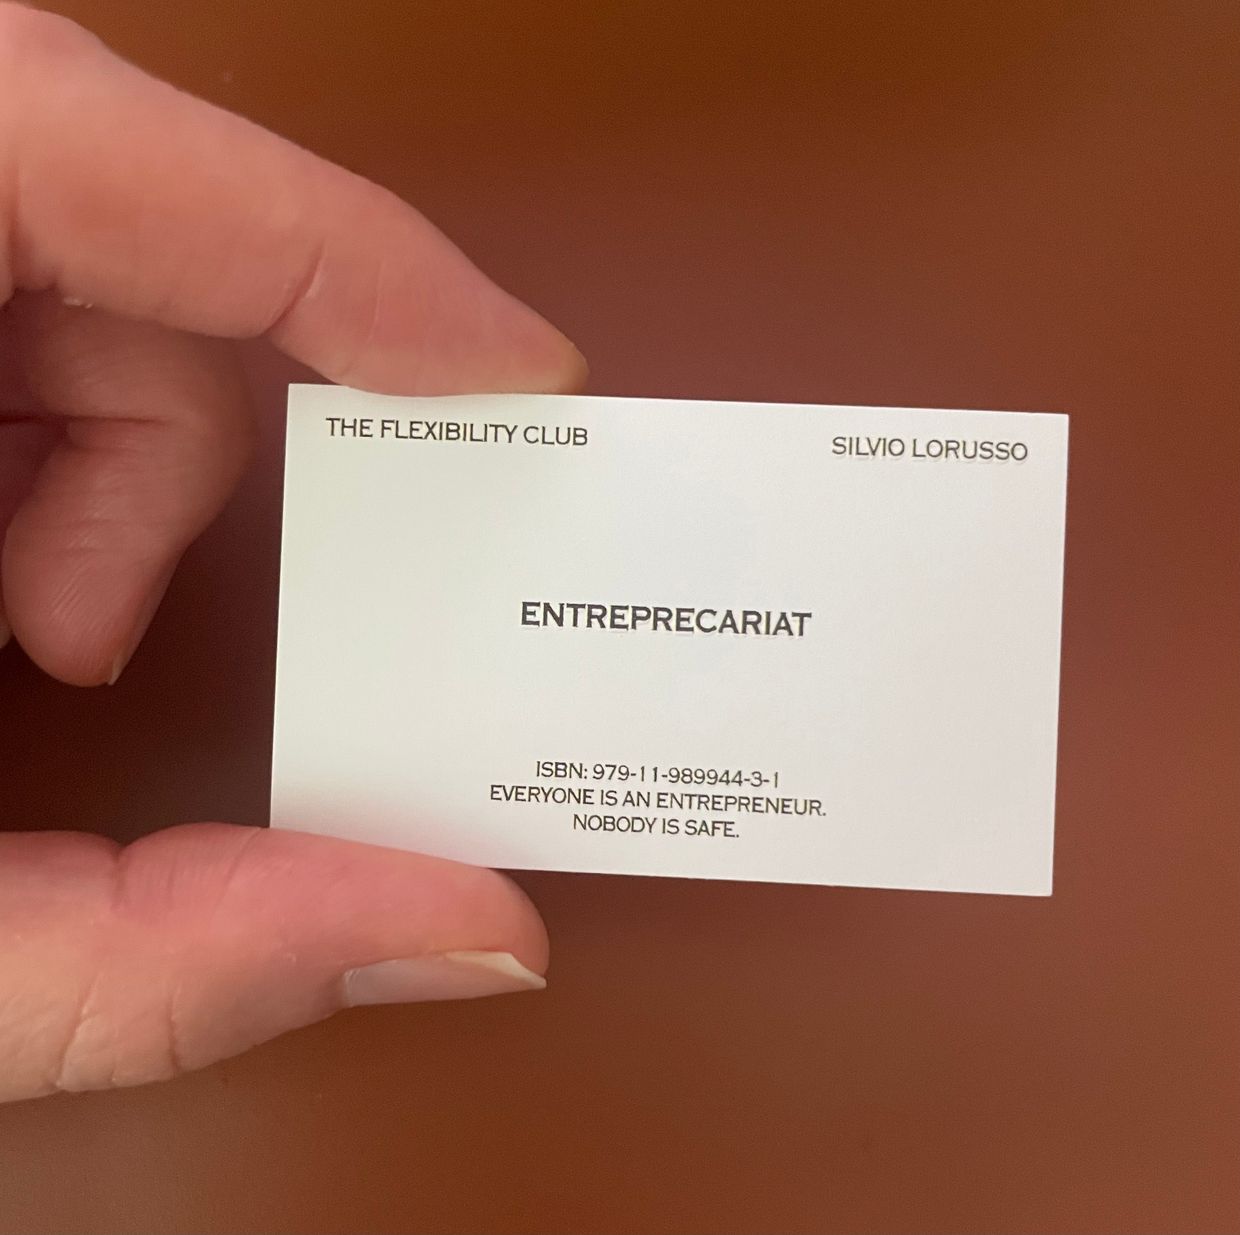 THE FLEXIBILITY CLUB
SILVIO LORUSSO
ENTREPRECARIAT
ISBN: 979-11-989944-3-1
EVERYONE IS AN ENTREPRENEUR.
NOBODY IS SAFE.